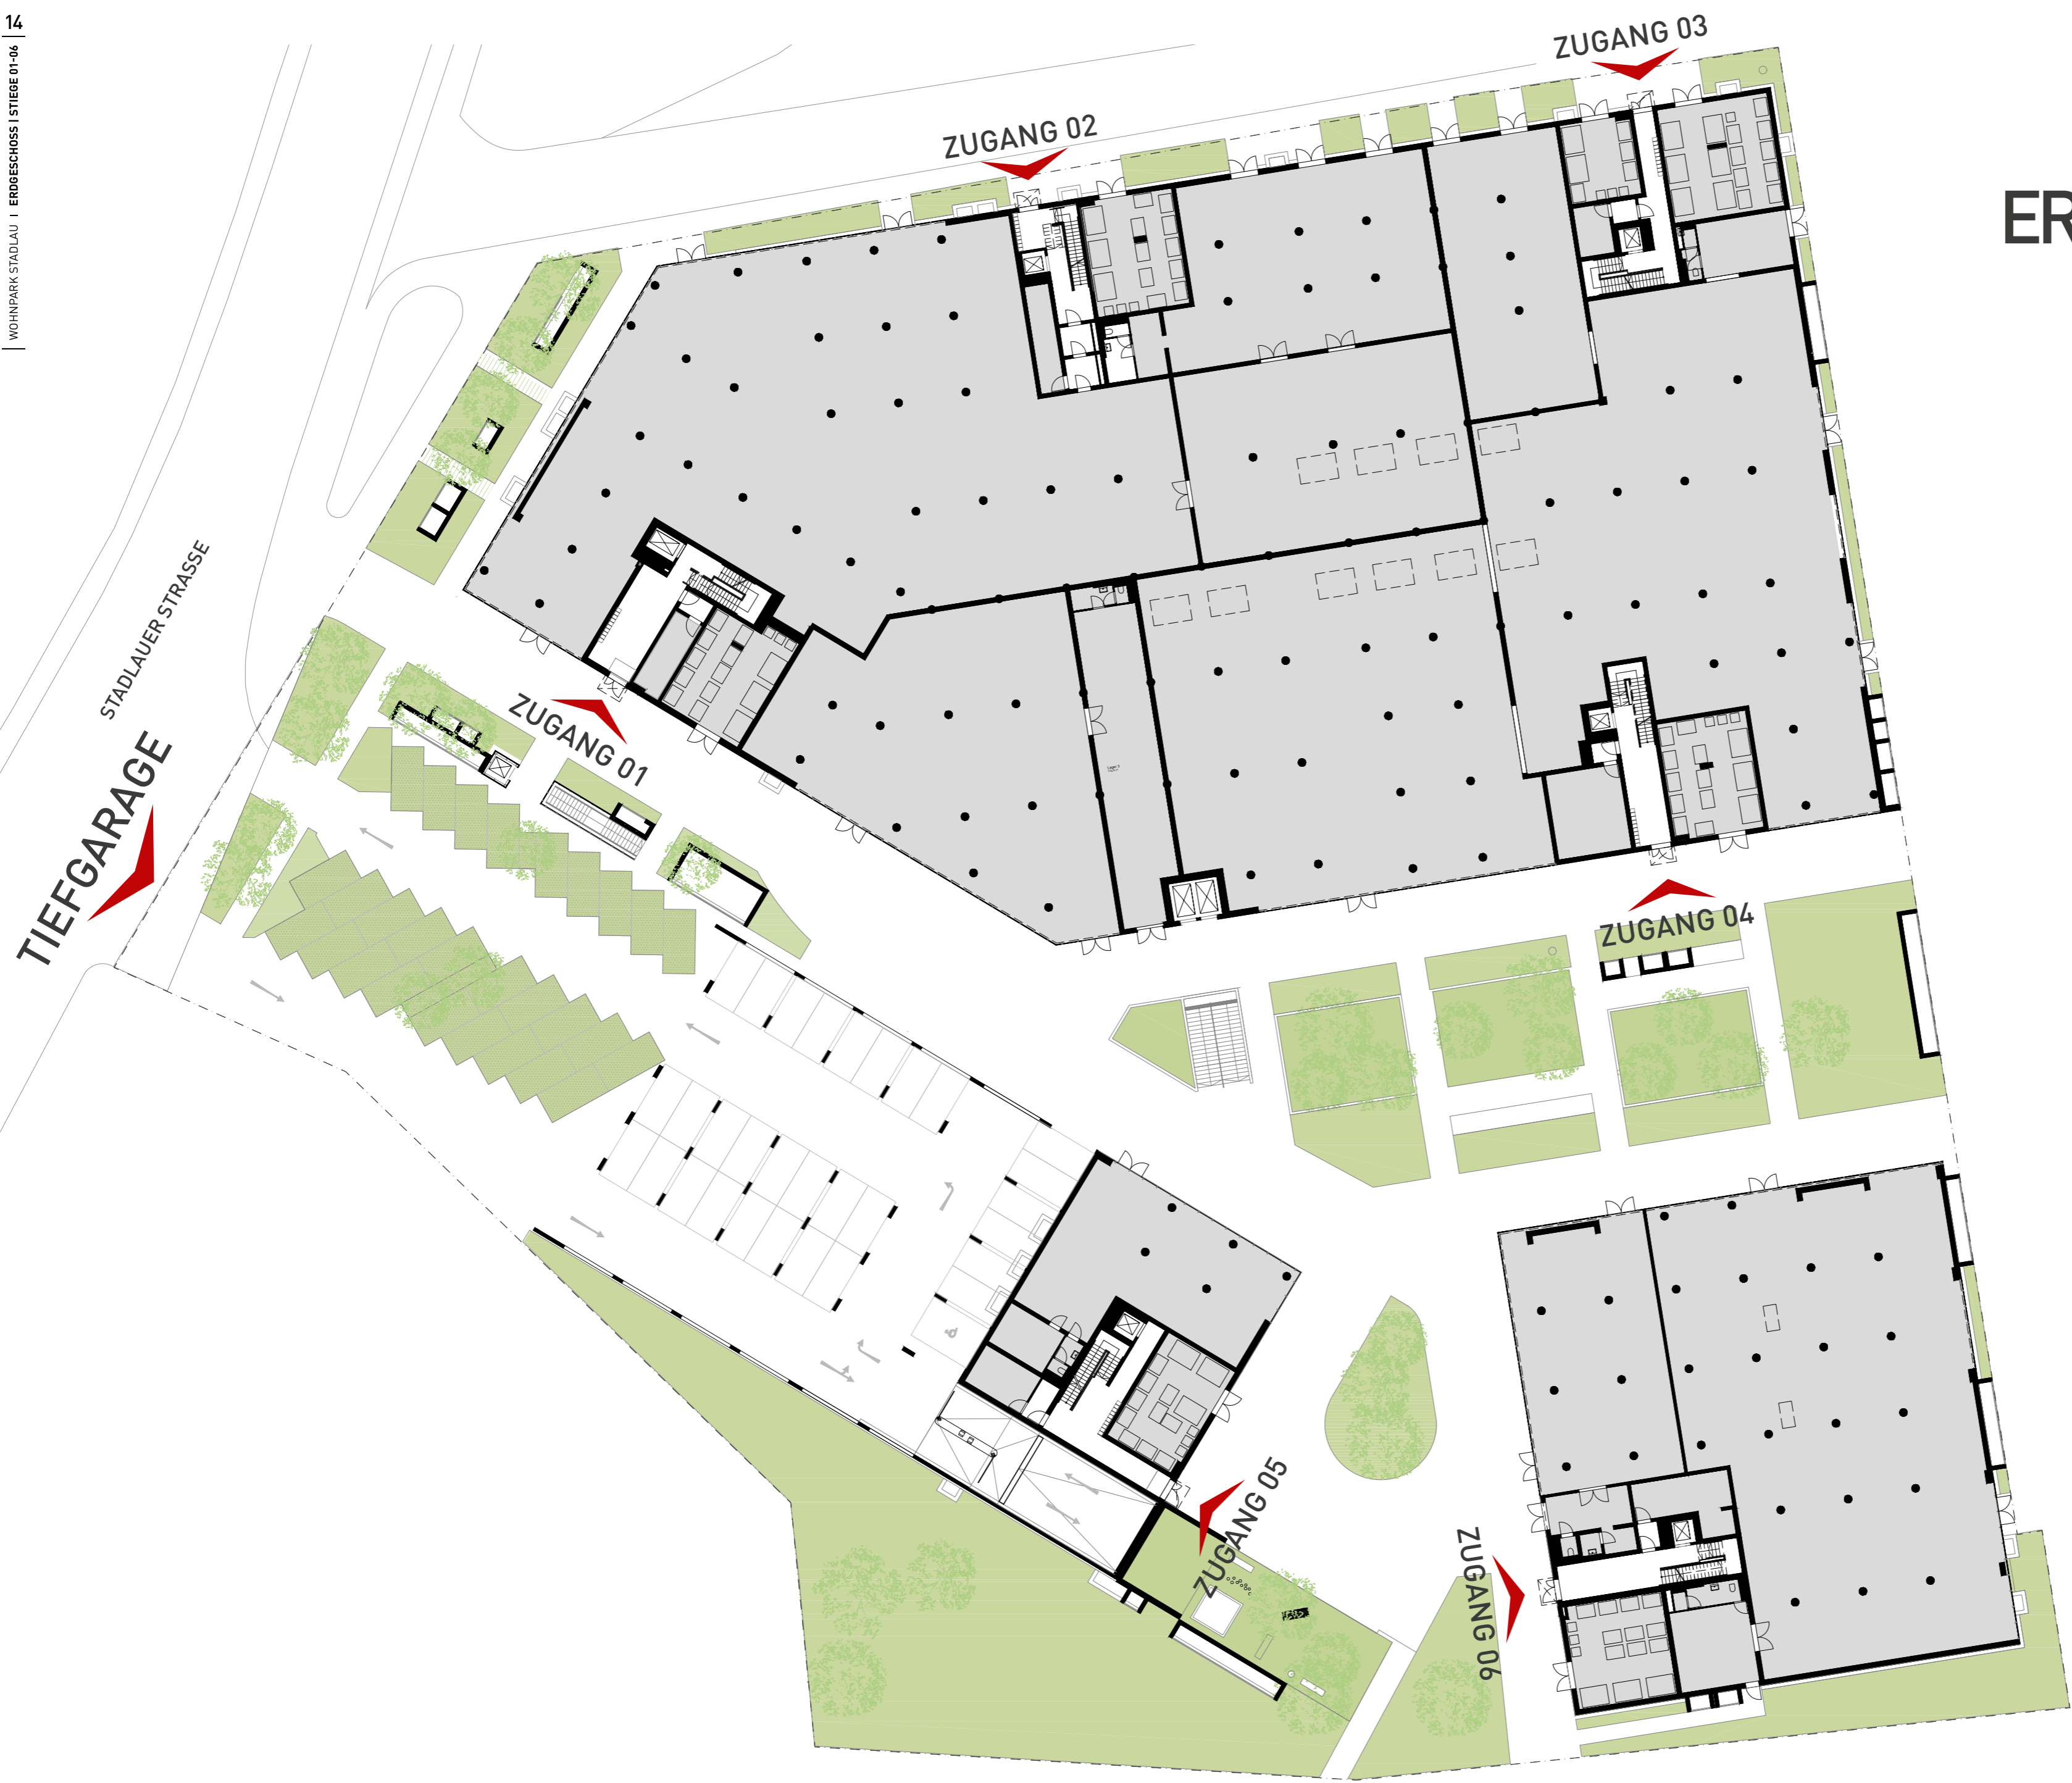 14
WOHNPARK STADLAU | ERDGESCHOSS | STIEGE 01-06
ZUGANG 03
ZUGANG 02
ER
STADLAUER STRASSE
ZUGANG 01
TIEFGARAGE
ZUGANG 04
ZUGANG 05
ZUGANG 06